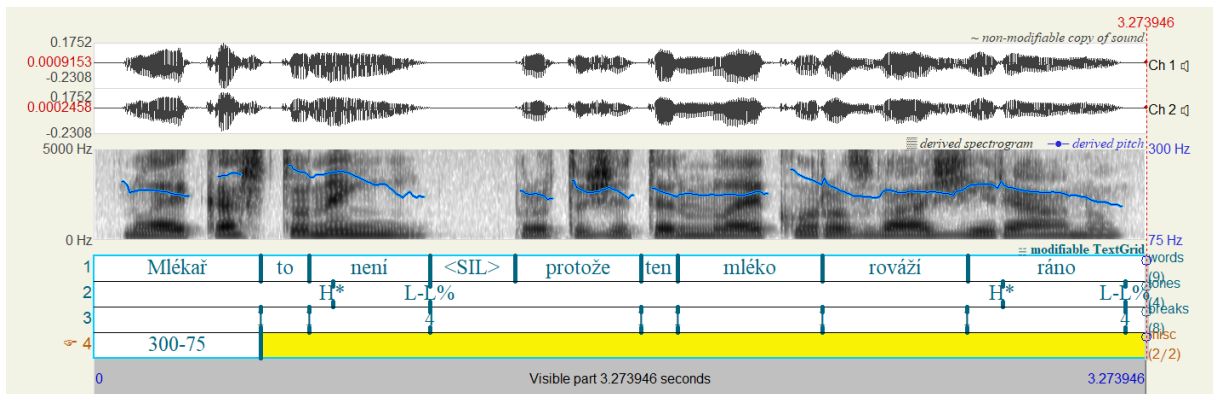 3.273946
~ non-modifiable copy of sound
0.1752
0.0009153
-0.2308
Ch 1
0.1752
0.0002458
-0.2308
Ch 2
5000 Hz
derived spectrogram
derived pitch
300 Hz
0 Hz
75 Hz
modifiable TextGrid
1 Mlékař to není <SIL> protože ten mléko rováží ráno words (9)
2 H* L-L% H* L-L% tones (4)
3 4 4 breaks (8)
4 300-75 misc (2/2)
0 Visible part 3.273946 seconds 3.273946